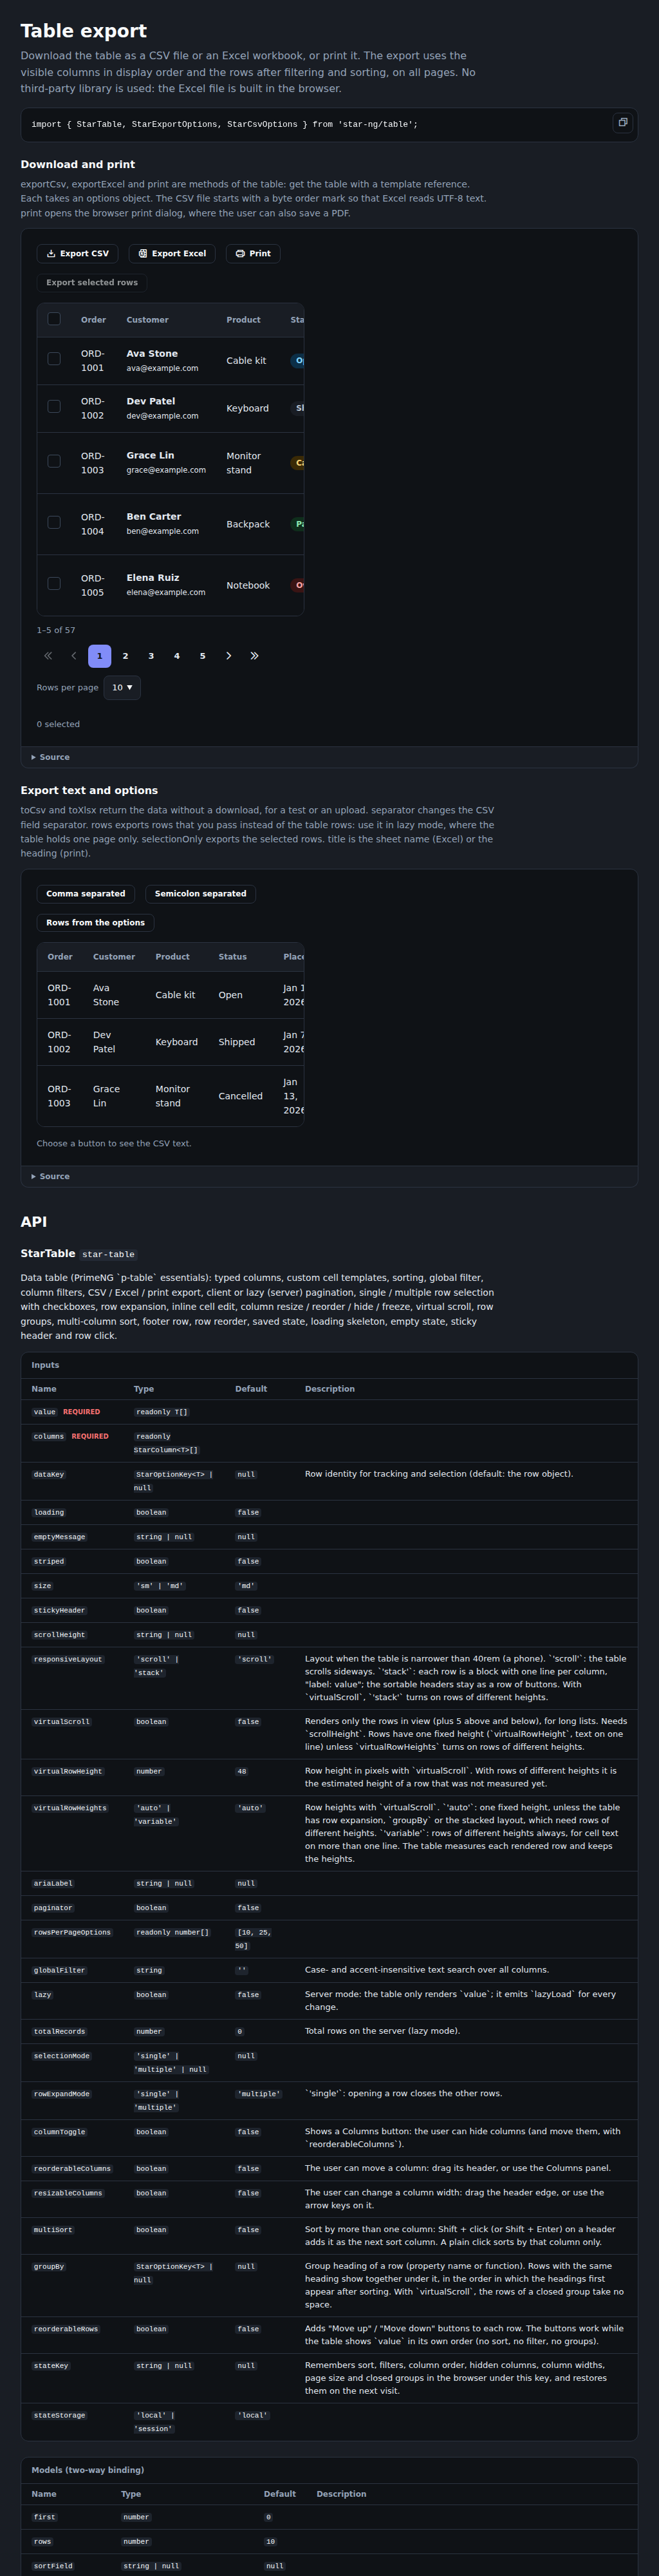 Table export
Download the table as a CSV file or an Excel workbook, or print it. The export uses the
visible columns in display order and the rows after filtering and sorting, on all pages. No
third-party library is used: the Excel file is built in the browser.
import { StarTable, StarExportOptions, StarCsvOptions } from 'star-ng/table';
Download and print
exportCsv, exportExcel and print are methods of the table: get the table with a template reference.
Each takes an options object. The CSV file starts with a byte order mark so that Excel reads UTF-8 text.
print opens the browser print dialog, where the user can also save a PDF.
Export CSV Export Excel Print
Export selected rows
Order Customer Product Sta
ORD-
1001
Ava Stone
ava@example.com
Cable kit
Op
ORD-
1002
Dev Patel
dev@example.com
Keyboard
Sh
ORD-
1003
Grace Lin
grace@example.com
Monitor
stand
Ca
ORD-
1004
Ben Carter
ben@example.com
Backpack
Pa
ORD-
1005
Elena Ruiz
elena@example.com
Notebook
Ov
1–5 of 57
1 2 3 4 5
Rows per page 10
0 selected
Source
Export text and options
toCsv and toXlsx return the data without a download, for a test or an upload. separator changes the CSV
field separator. rows exports rows that you pass instead of the table rows: use it in lazy mode, where the
table holds one page only. selectionOnly exports the selected rows. title is the sheet name (Excel) or the
heading (print).
Comma separated Semicolon separated
Rows from the options
Order Customer Product Status Place
ORD-
1001
Ava
Stone
Cable kit
Open
Jan 1
2026
ORD-
1002
Dev
Patel
Keyboard
Shipped
Jan 7
2026
ORD-
1003
Grace
Lin
Monitor
stand
Cancelled
Jan
13,
2026
Choose a button to see the CSV text.
Source
API
StarTable star-table
Data table (PrimeNG `p-table` essentials): typed columns, custom cell templates, sorting, global filter,
column filters, CSV / Excel / print export, client or lazy (server) pagination, single / multiple row selection
with checkboxes, row expansion, inline cell edit, column resize / reorder / hide / freeze, virtual scroll, row
groups, multi-column sort, footer row, row reorder, saved state, loading skeleton, empty state, sticky
header and row click.
Inputs
Name Type Default Description
value REQUIRED readonly T[]
columns REQUIRED readonly
StarColumn<T>[]
dataKey StarOptionKey<T> |
null
null Row identity for tracking and selection (default: the row object).
loading boolean false
emptyMessage string | null null
striped boolean false
size 'sm' | 'md' 'md'
stickyHeader boolean false
scrollHeight string | null null
responsiveLayout 'scroll' |
'stack'
'scroll' Layout when the table is narrower than 40rem (a phone). `'scroll'`: the table
scrolls sideways. `'stack'`: each row is a block with one line per column,
"label: value"; the sortable headers stay as a row of buttons. With
`virtualScroll`, `'stack'` turns on rows of different heights.
virtualScroll boolean false Renders only the rows in view (plus 5 above and below), for long lists. Needs
`scrollHeight`. Rows have one fixed height (`virtualRowHeight`, text on one
line) unless `virtualRowHeights` turns on rows of different heights.
virtualRowHeight number 48 Row height in pixels with `virtualScroll`. With rows of different heights it is
the estimated height of a row that was not measured yet.
virtualRowHeights 'auto' |
'variable'
'auto' Row heights with `virtualScroll`. `'auto'`: one fixed height, unless the table
has row expansion, `groupBy` or the stacked layout, which need rows of
different heights. `'variable'`: rows of different heights always, for cell text
on more than one line. The table measures each rendered row and keeps
the heights.
ariaLabel string | null null
paginator boolean false
rowsPerPageOptions readonly number[] [10, 25,
50]
globalFilter string '' Case- and accent-insensitive text search over all columns.
lazy boolean false Server mode: the table only renders `value`; it emits `lazyLoad` for every
change.
totalRecords number 0 Total rows on the server (lazy mode).
selectionMode 'single' |
'multiple' | null
null
rowExpandMode 'single' |
'multiple'
'multiple' `'single'`: opening a row closes the other rows.
columnToggle boolean false Shows a Columns button: the user can hide columns (and move them, with
`reorderableColumns`).
reorderableColumns boolean false The user can move a column: drag its header, or use the Columns panel.
resizableColumns boolean false The user can change a column width: drag the header edge, or use the
arrow keys on it.
multiSort boolean false Sort by more than one column: Shift + click (or Shift + Enter) on a header
adds it as the next sort column. A plain click sorts by that column only.
groupBy StarOptionKey<T> |
null
null Group heading of a row (property name or function). Rows with the same
heading show together under it, in the order in which the headings first
appear after sorting. With `virtualScroll`, the rows of a closed group take no
space.
reorderableRows boolean false Adds "Move up" / "Move down" buttons to each row. The buttons work while
the table shows `value` in its own order (no sort, no filter, no groups).
stateKey string | null null Remembers sort, filters, column order, hidden columns, column widths,
page size and closed groups in the browser under this key, and restores
them on the next visit.
stateStorage 'local' |
'session'
'local'
Models (two-way binding)
Name Type Default Description
first number 0
rows number 10
sortField string | null null